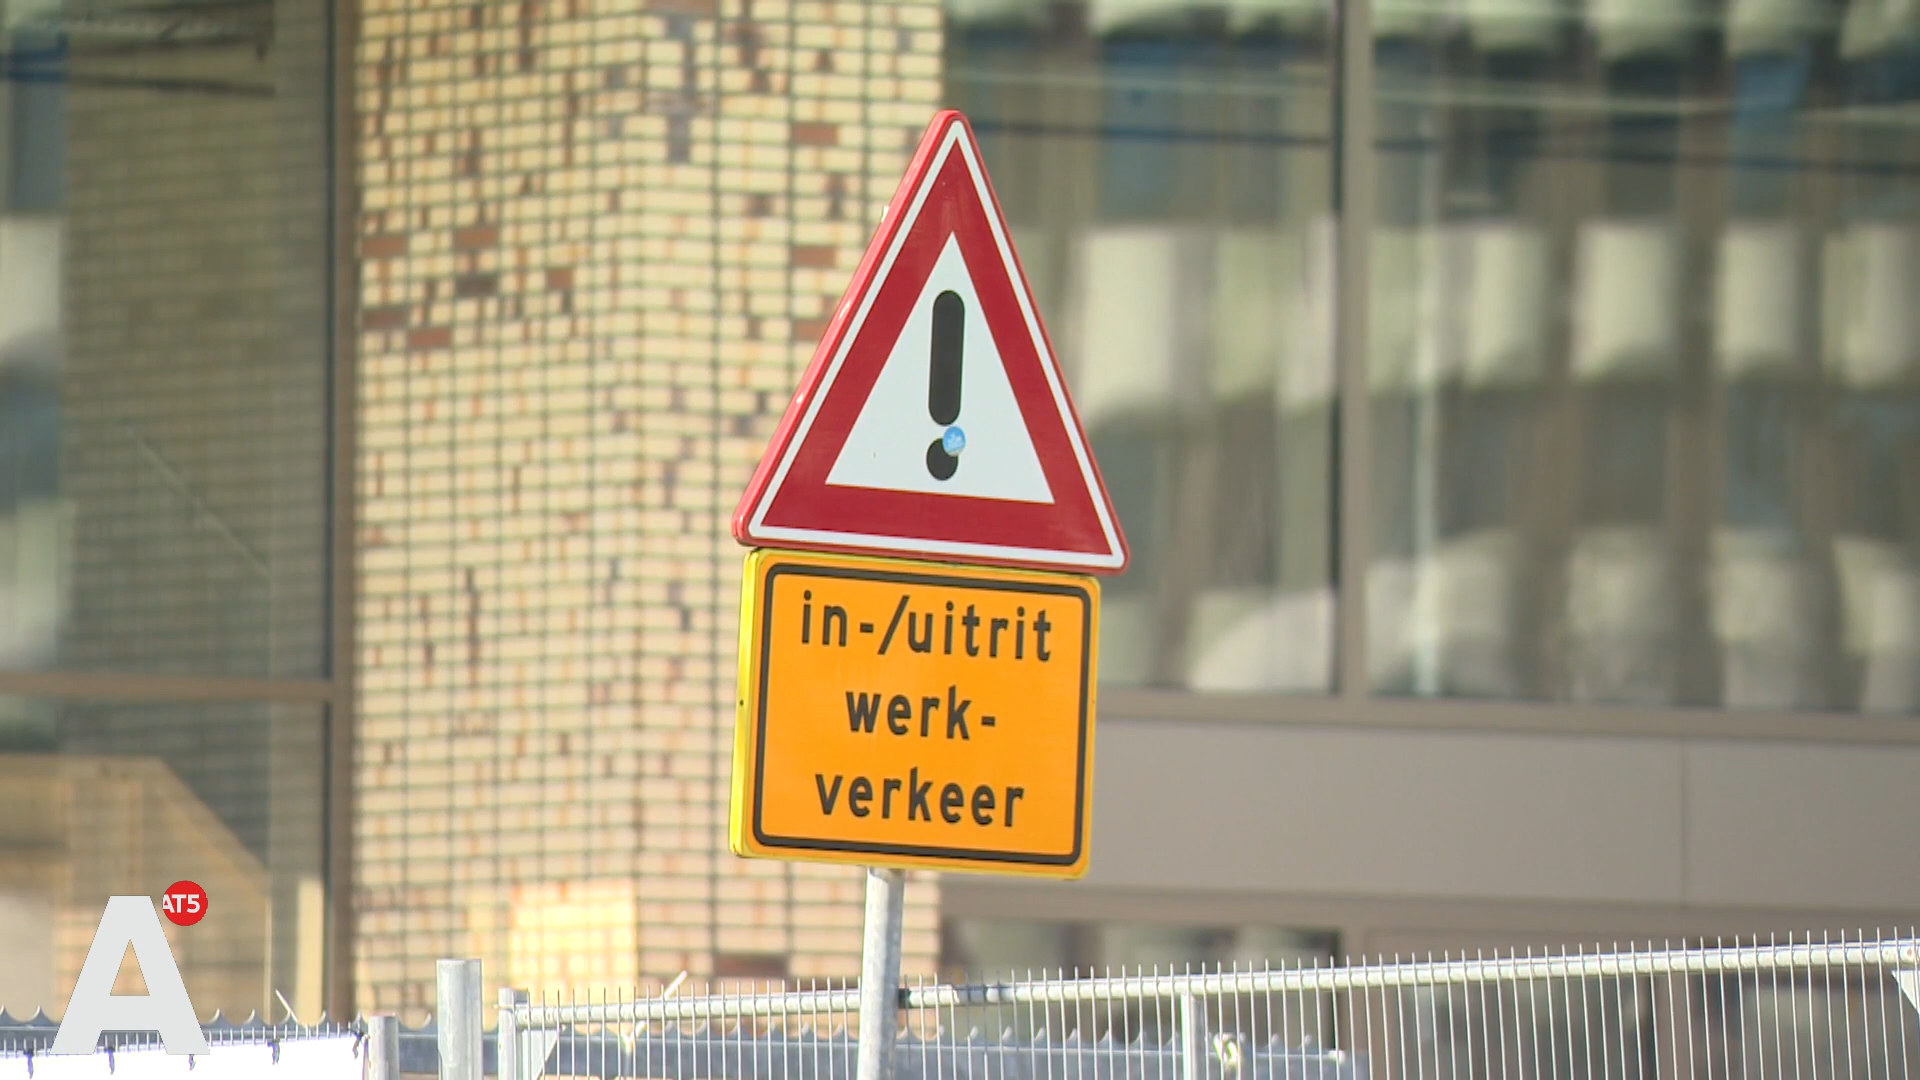 in-/uitrit
werk-
verkeer
A
AT5